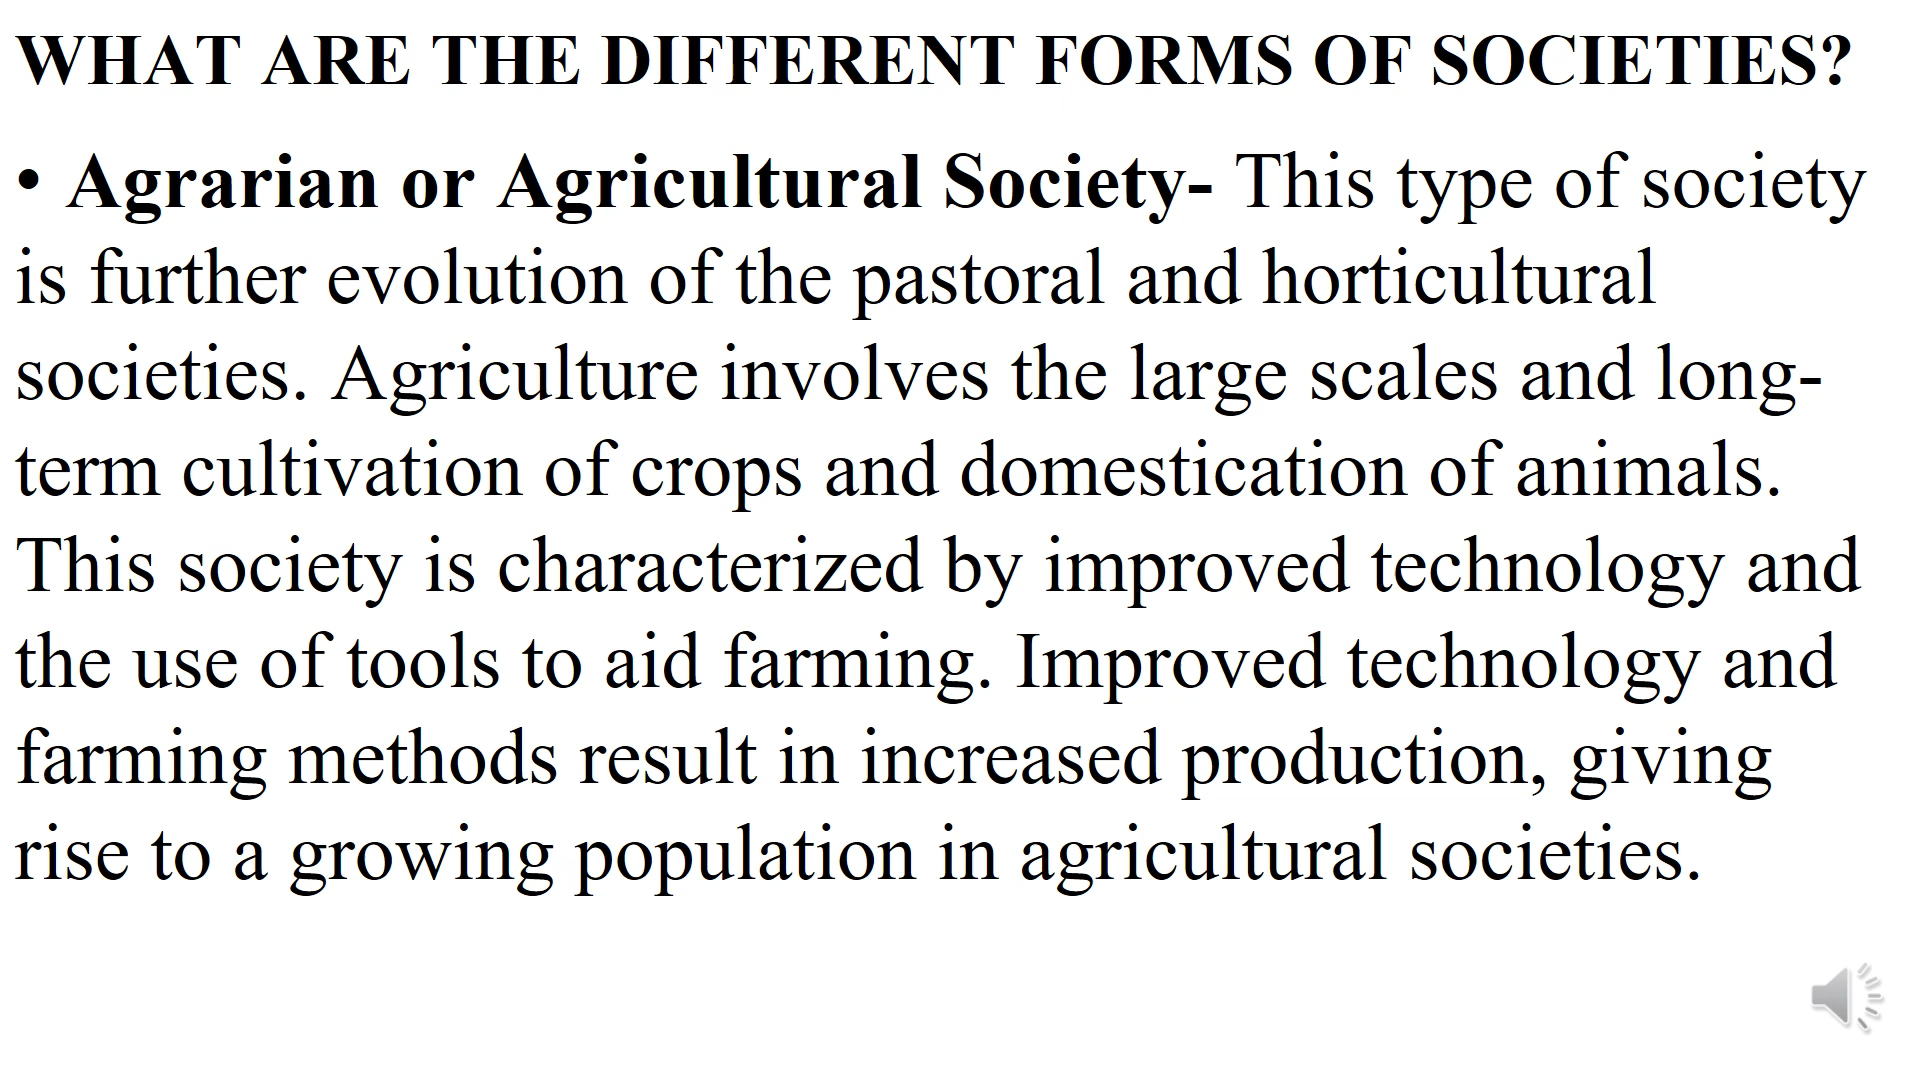 WHAT ARE THE DIFFERENT FORMS OF SOCIETIES?
• Agrarian or Agricultural Society- This type of society
is further evolution of the pastoral and horticultural
societies. Agriculture involves the large scales and long-
term cultivation of crops and domestication of animals.
This society is characterized by improved technology and
the use of tools to aid farming. Improved technology and
farming methods result in increased production, giving
rise to a growing population in agricultural societies.